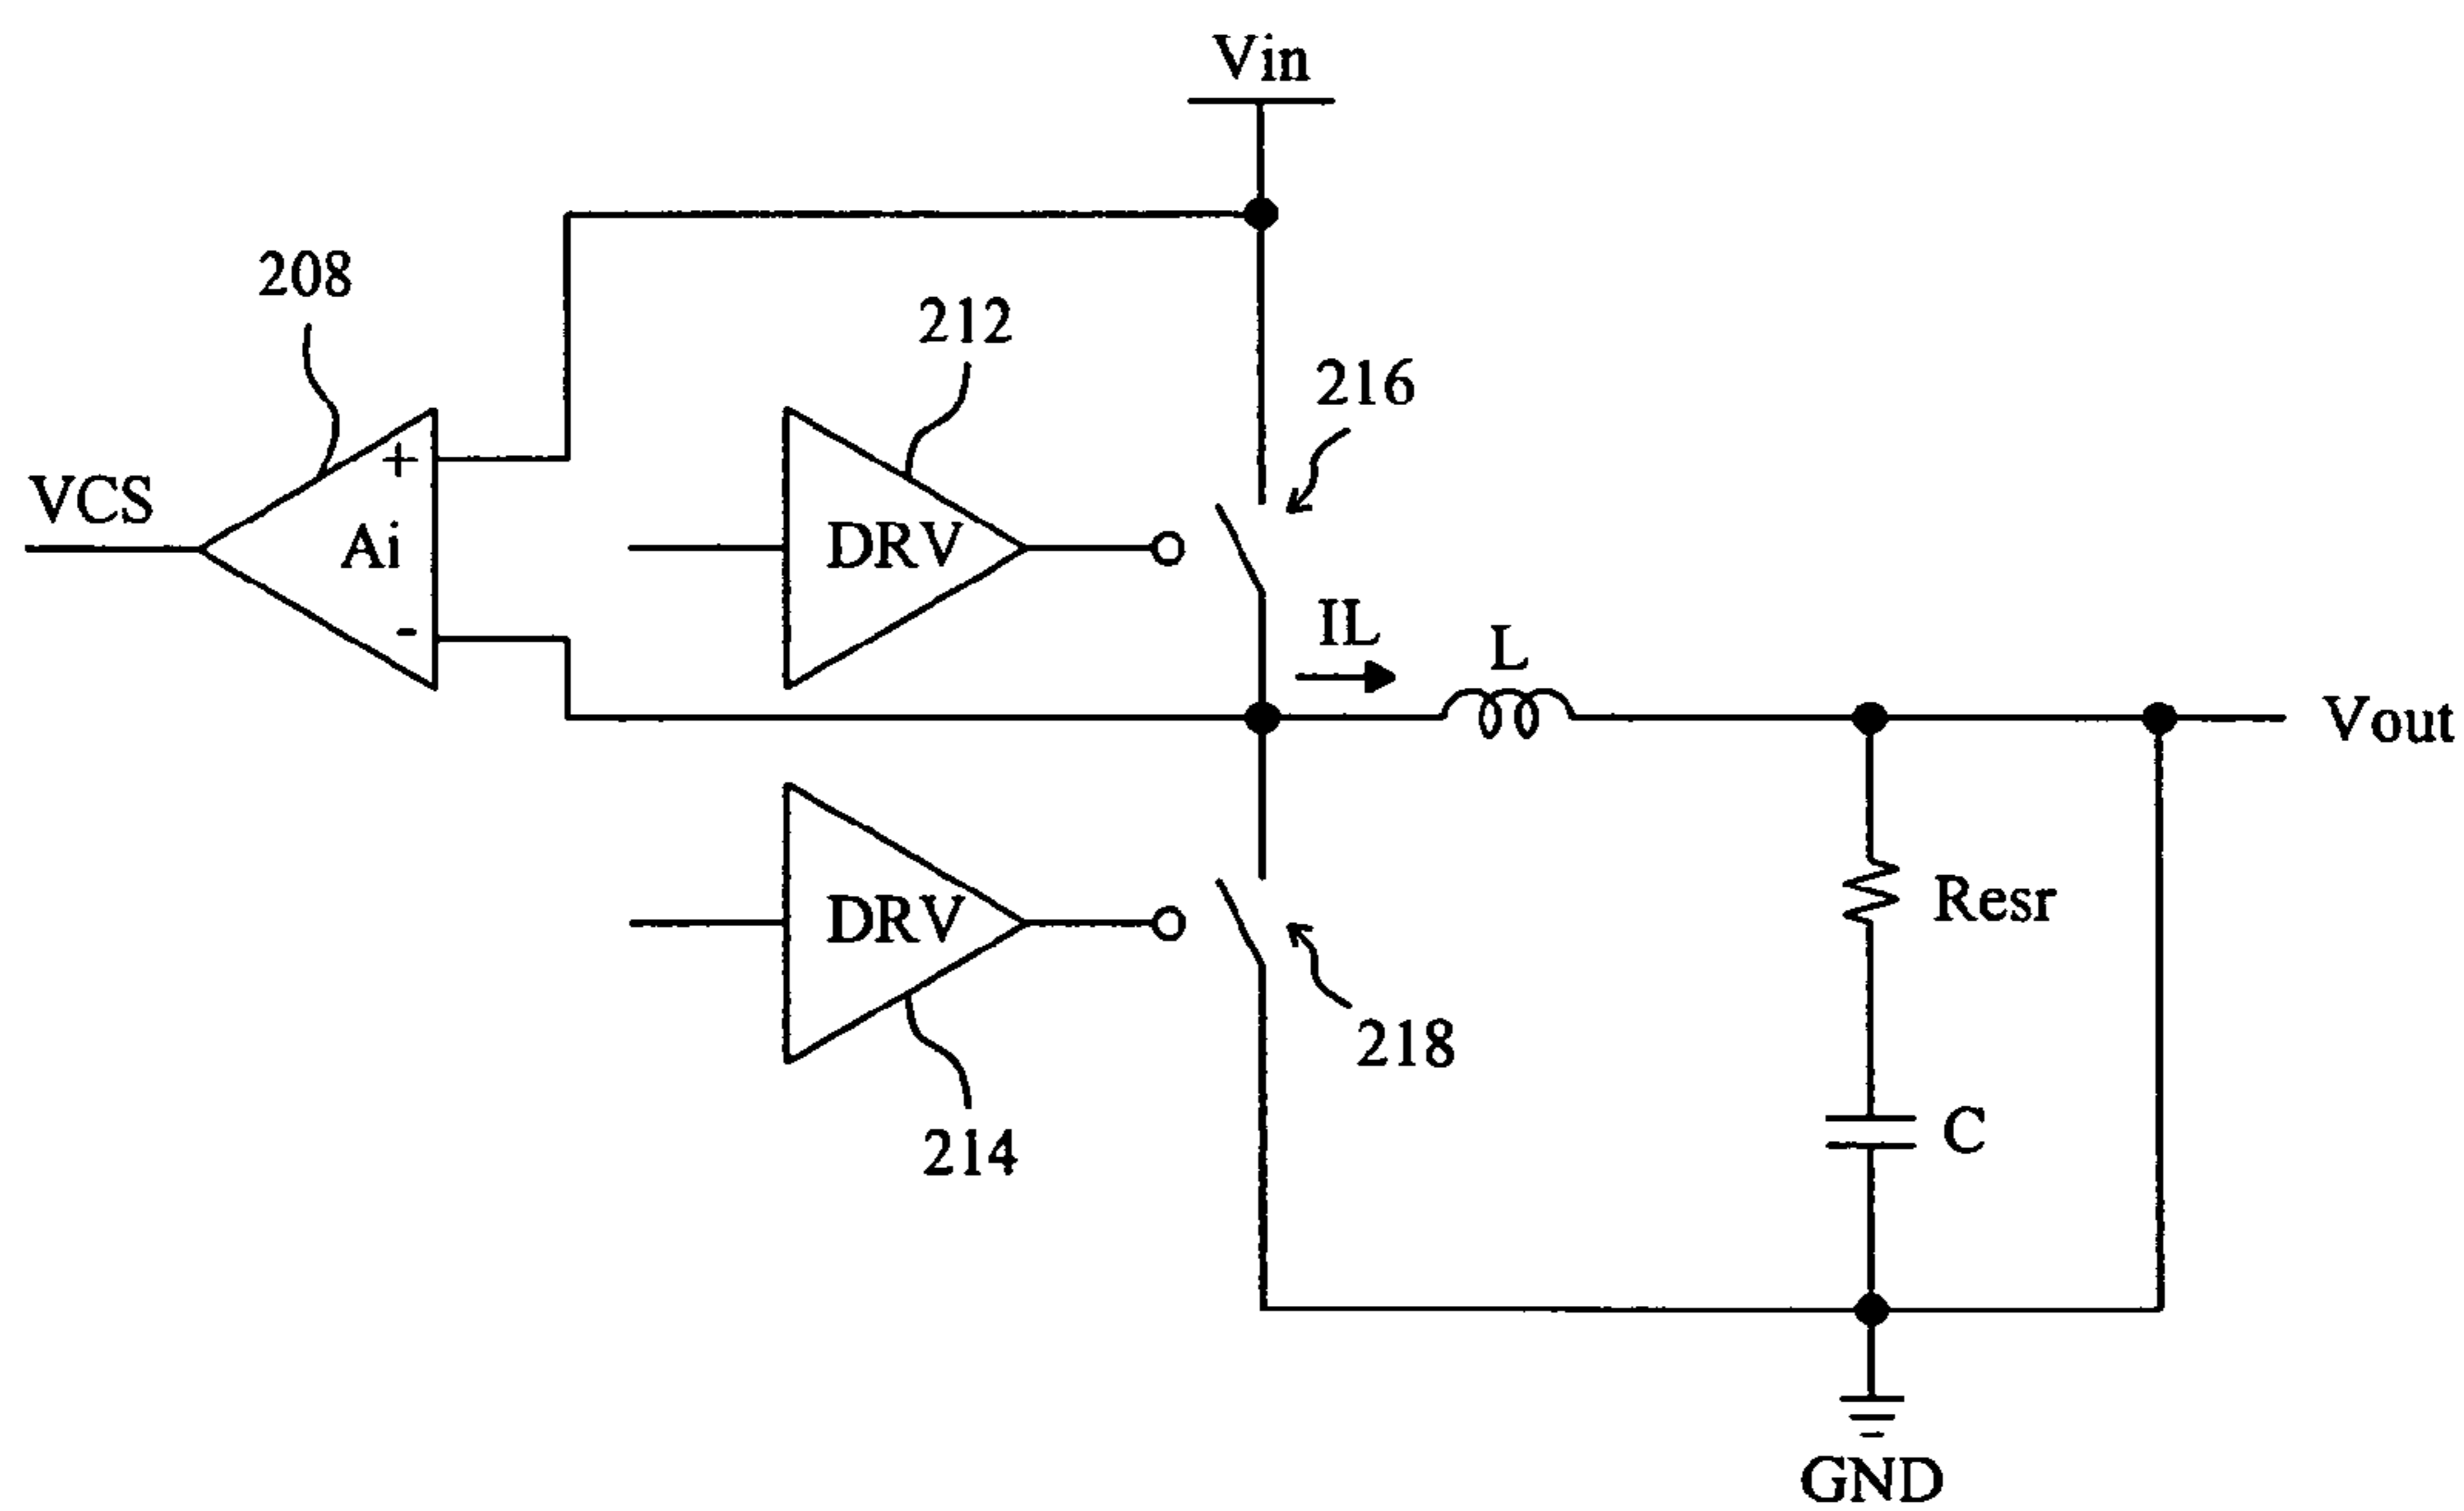 Vin
208
212
216
VCS
+
Ai
-
DRV
IL
L
Vout
DRV
Resr
218
C
214
GND